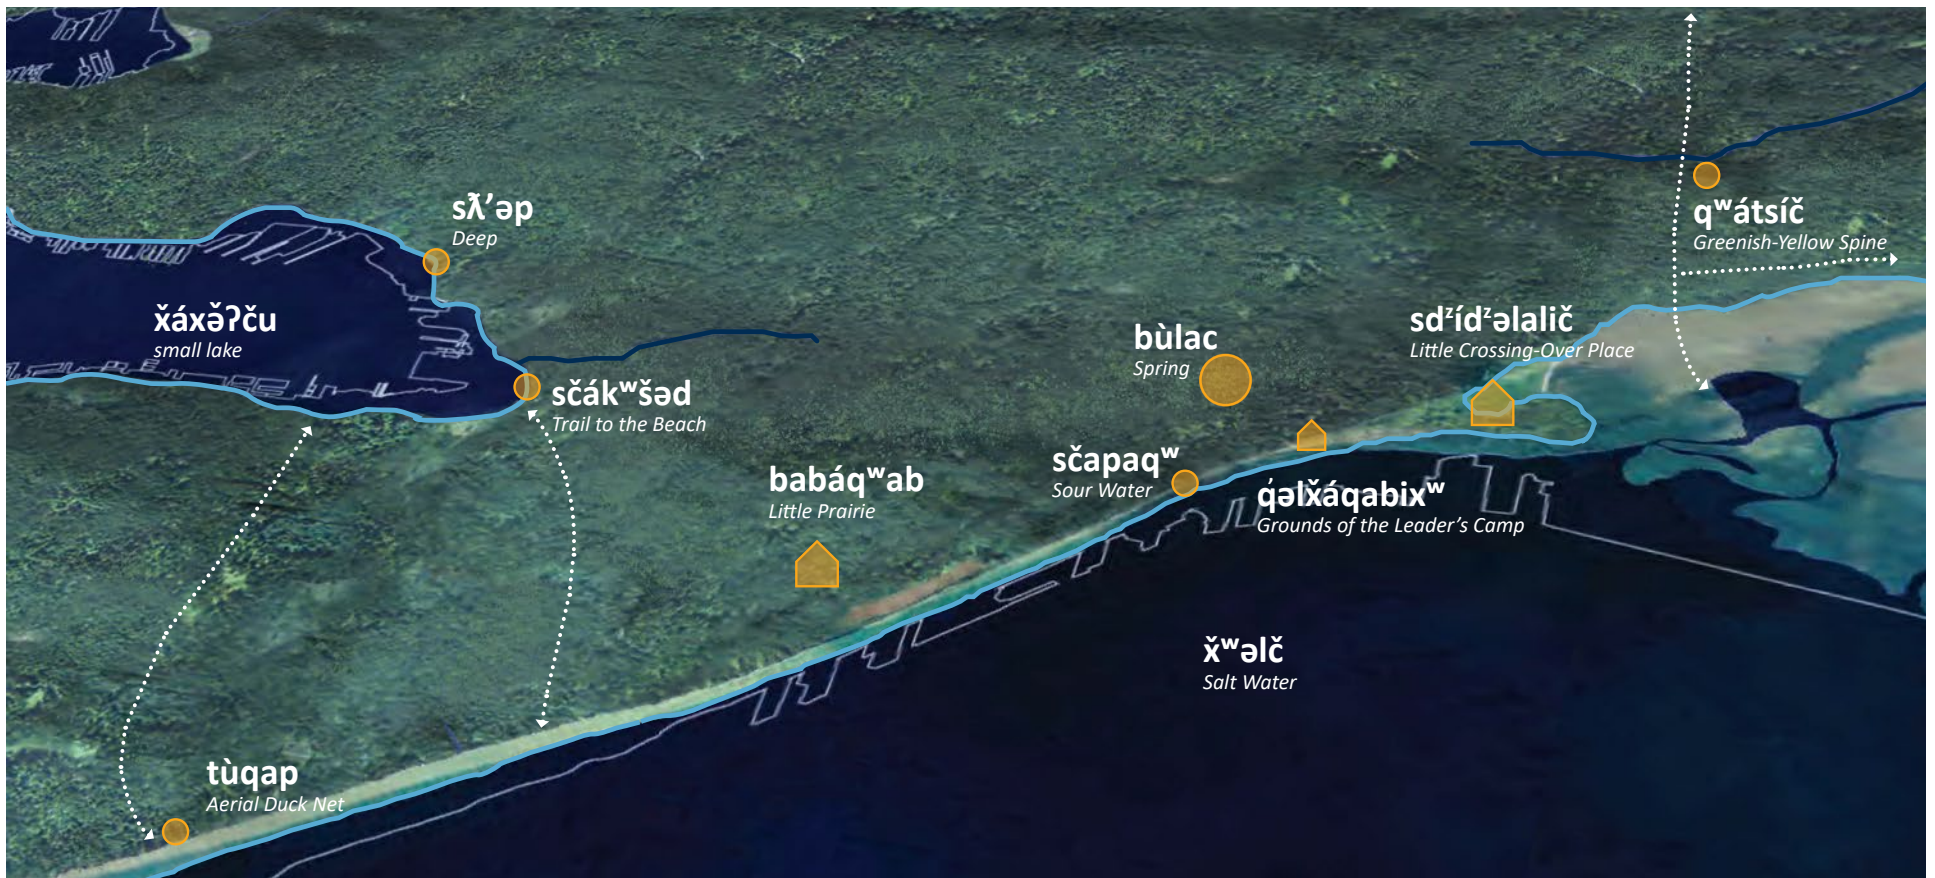 sƛ̕əp
Deep
x̌áxə̌ʔču
small lake
sčákʷšəd
Trail to the Beach
tùqap
Aerial Duck Net
babáqʷab
Little Prairie
bùlac
Spring
sčapaqʷ
Sour Water
q̓əlx̌áqabixʷ
Grounds of the Leader’s Camp
x̌ʷəlč
Salt Water
sdᶻídᶻəlalič
Little Crossing-Over Place
qʷátsíč
Greenish-Yellow Spine